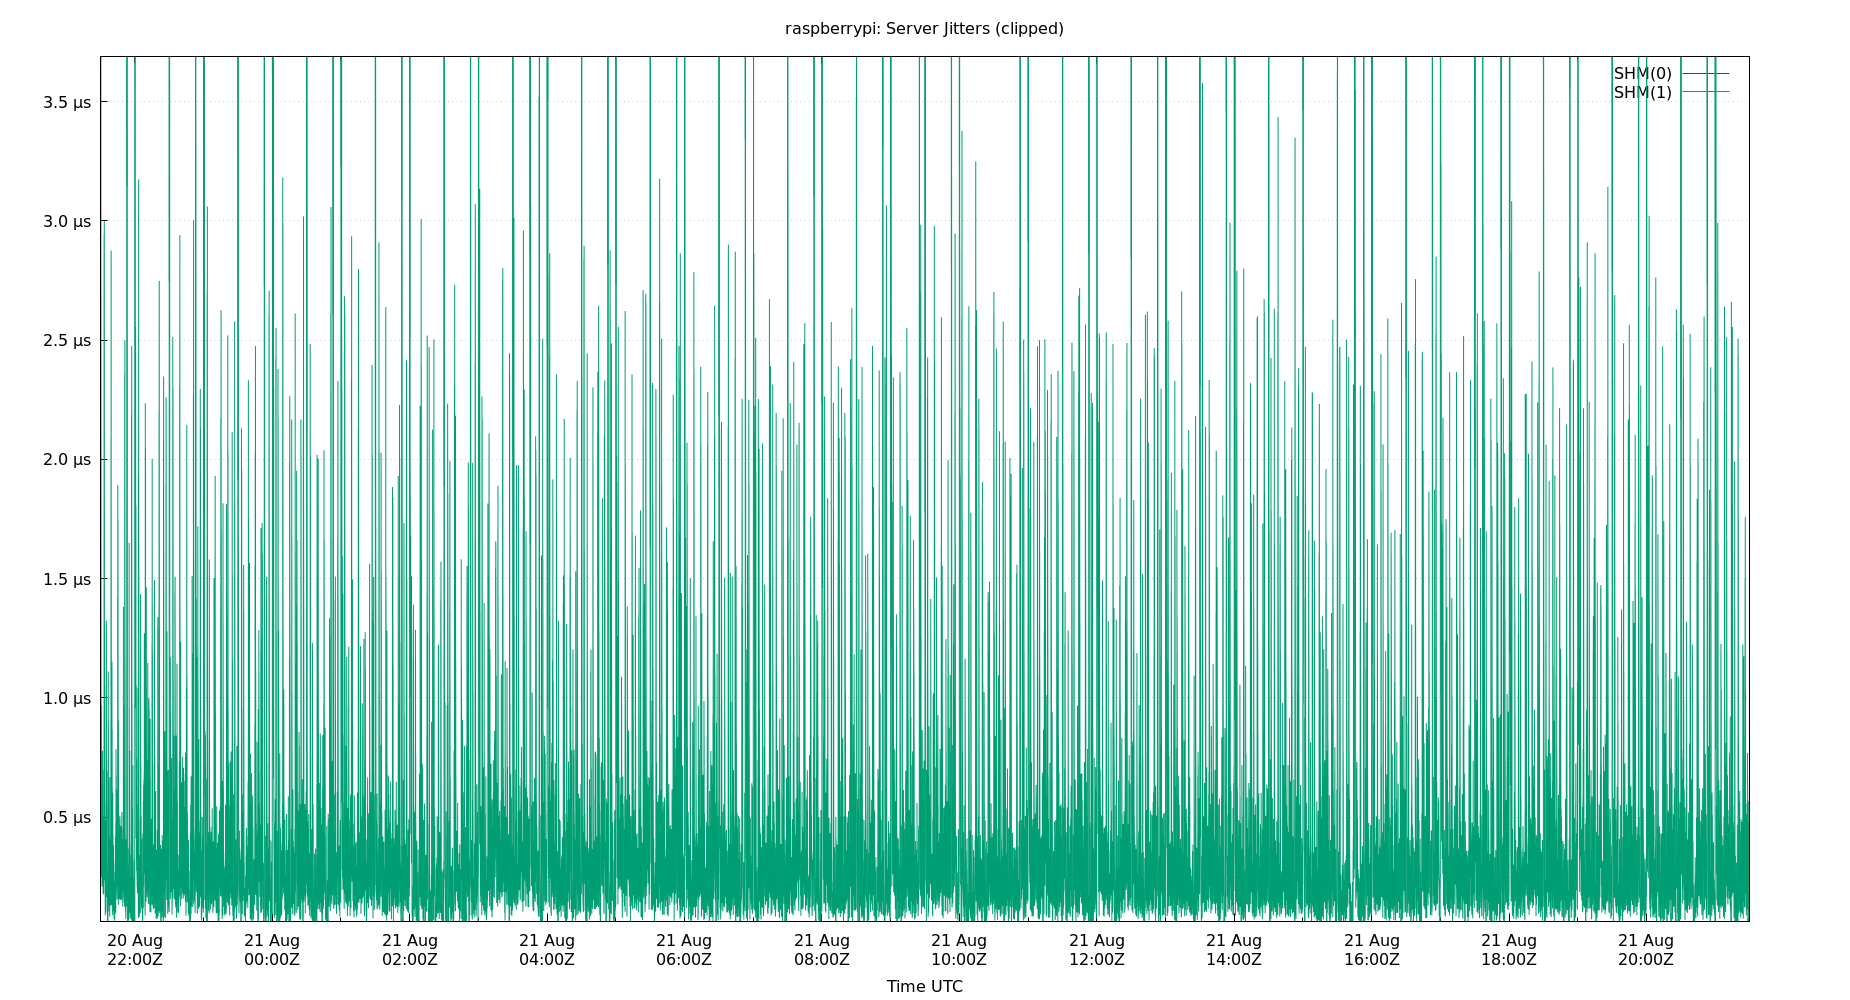 raspberrypi: Server Jitters (clipped)
SHM(0)
SHM(1)
3.5 µs
3.0 µs
2.5 µs
2.0 µs
1.5 µs
1.0 µs
0.5 µs
20 Aug 21 Aug 21 Aug 21 Aug 21 Aug 21 Aug 21 Aug 21 Aug 21 Aug 21 Aug 21 Aug 21 Aug
22:00Z 00:00Z 02:00Z 04:00Z 06:00Z 08:00Z 10:00Z 12:00Z 14:00Z 16:00Z 18:00Z 20:00Z
Time UTC